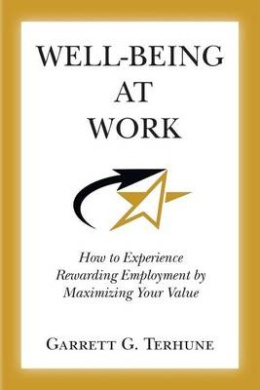 WELL-BEING
AT
WORK
How to Experience
Rewarding Employment by
Maximizing Your Value
GARRETT G. TERHUNE